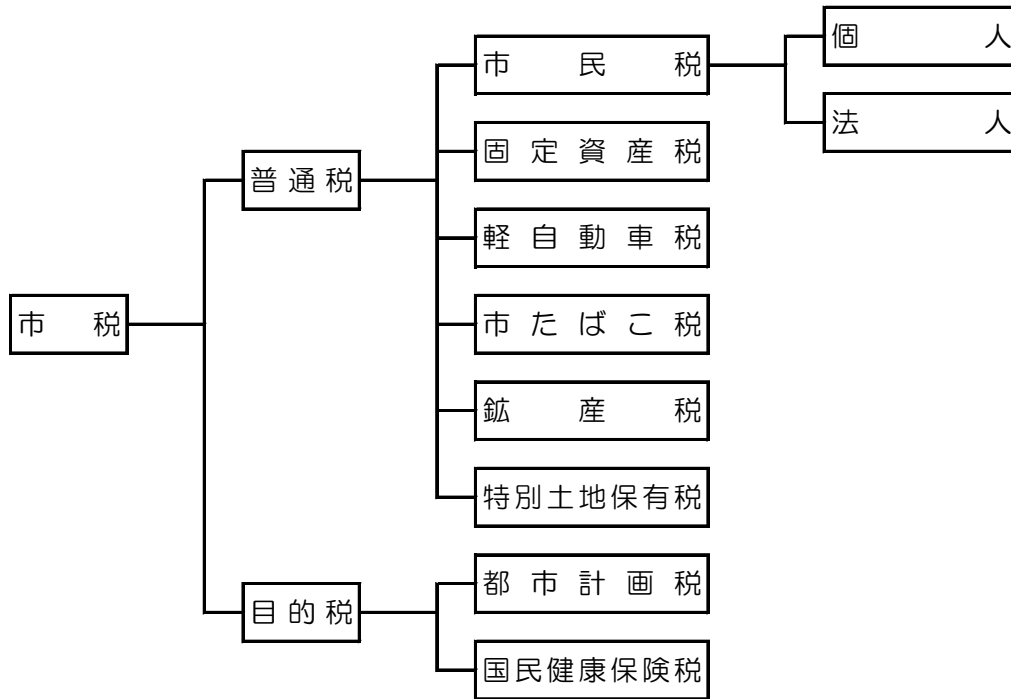 市税
普通税
市民税
個人
法人
固定資産税
軽自動車税
市たばこ税
鉱産税
特別土地保有税
目的税
都市計画税
国民健康保険税